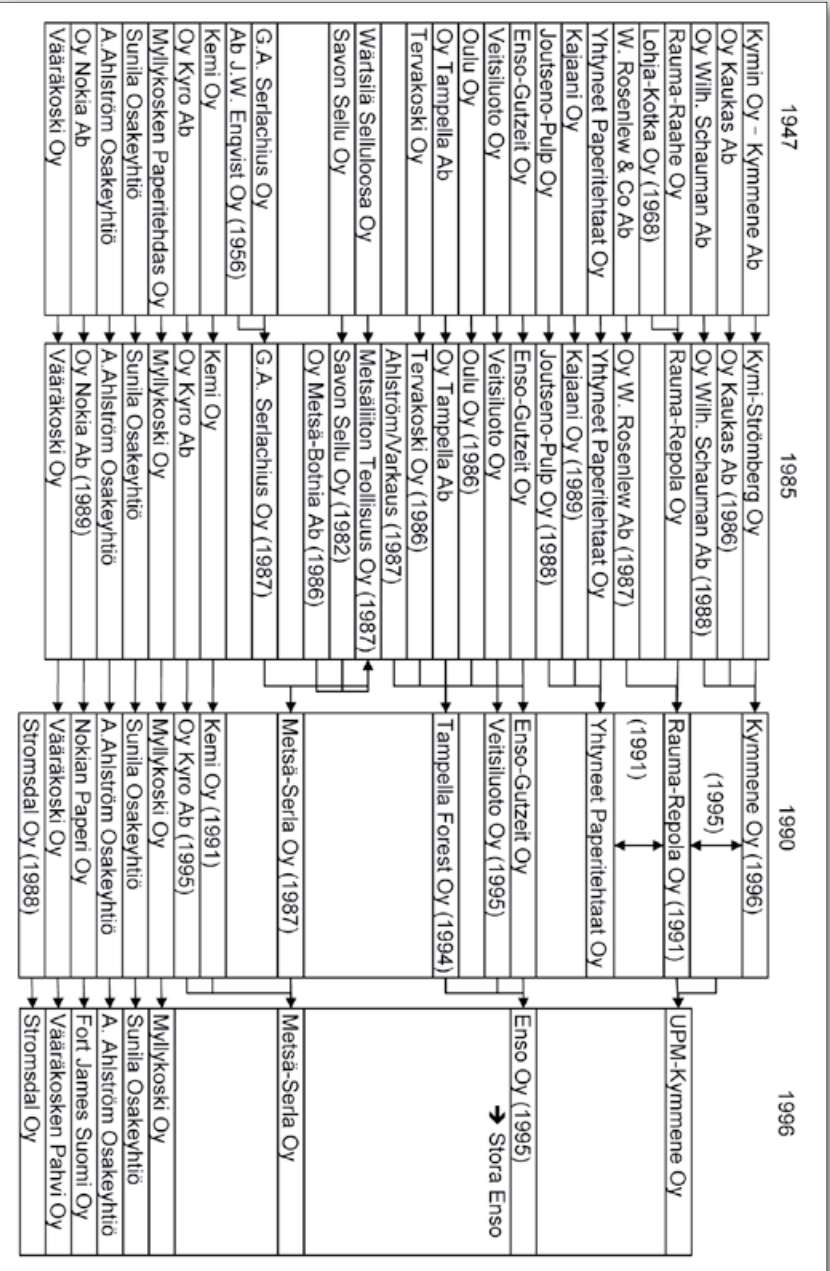 1947
Kymin Oy – Kymmene Ab
Oy Kaukas Ab
Oy Wilh. Schauman Ab
Rauma-Raahe Oy
Lohja-Kotka Oy (1968)
W. Rosenlew & Co Ab
Yhtyneet Paperitehtaat Oy
Kajaani Oy
Joutseno-Pulp Oy
Enso-Gutzeit Oy
Veitsiluoto Oy
Oulu Oy
Oy Tampella Ab
Tervakoski Oy
Wärtsilä Selluloosa Oy
Savon Sellu Oy
G.A. Serlachius Oy
Ab J.W. Enqvist Oy (1956)
Kemi Oy
Oy Kyro Ab
Myllykosken Paperitehdas Oy
Sunila Osakeyhtiö
A.Ahlström Osakeyhtiö
Oy Nokia Ab
Vääräkoski Oy
1985
Kymi-Strömberg Oy
Oy Kaukas Ab (1986)
Oy Wilh. Schauman Ab (1988)
Rauma-Repola Oy
Oy W. Rosenlew Ab (1987)
Yhtyneet Paperitehtaat Oy
Kajaani Oy (1989)
Joutseno-Pulp Oy (1988)
Enso-Gutzeit Oy
Veitsiluoto Oy
Oulu Oy (1986)
Oy Tampella Ab
Tervakoski Oy (1986)
Ahlström/Varkaus (1987)
Metsäliiton Teollisuus Oy (1987)
Savon Sellu Oy (1982)
Oy Metsä-Botnia Ab (1986)
G.A. Serlachius Oy (1987)
Kemi Oy
Oy Kyro Ab
Myllykoski Oy
Sunila Osakeyhtiö
A.Ahlström Osakeyhtiö
Oy Nokia Ab (1989)
Vääräkoski Oy
1990
Kymmene Oy (1996)
(1995)
Rauma-Repola Oy (1991)
(1991)
Yhtyneet Paperitehtaat Oy
Enso-Gutzeit Oy
Veitsiluoto Oy (1995)
Tampella Forest Oy (1994)
Metsä-Serla Oy (1987)
Kemi Oy (1991)
Oy Kyro Ab (1995)
Myllykoski Oy
Sunila Osakeyhtiö
A.Ahlström Osakeyhtiö
Nokian Paperi Oy
Vääräkoski Oy
Stromsdal Oy (1988)
1996
UPM-Kymmene Oy
Enso Oy (1995)
➔ Stora Enso
Metsä-Serla Oy
Myllykoski Oy
Sunila Osakeyhtiö
A. Ahlström Osakeyhtiö
Fort James Suomi Oy
Vääräkosken Pahvi Oy
Stromsdal Oy